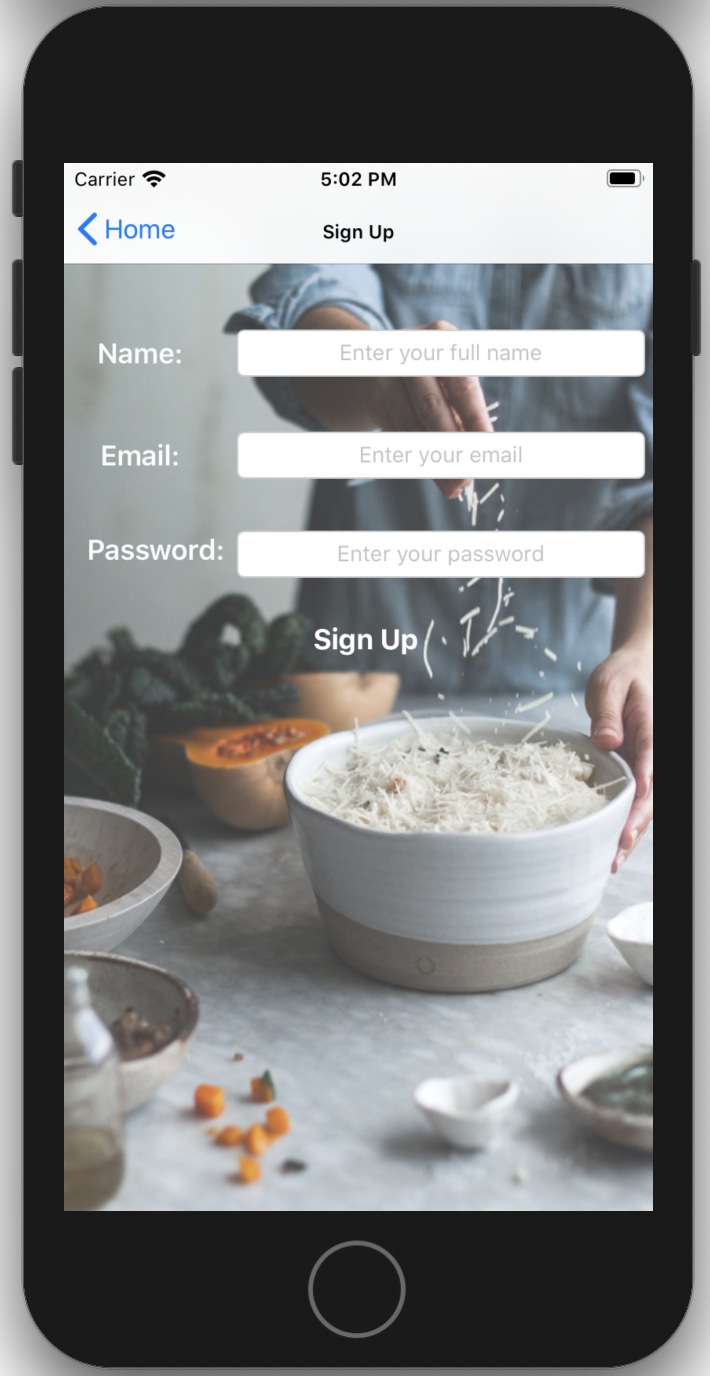 Carrier 5:02 PM
Home Sign Up
Name: Enter your full name
Email: Enter your email
Password: Enter your password
Sign Up